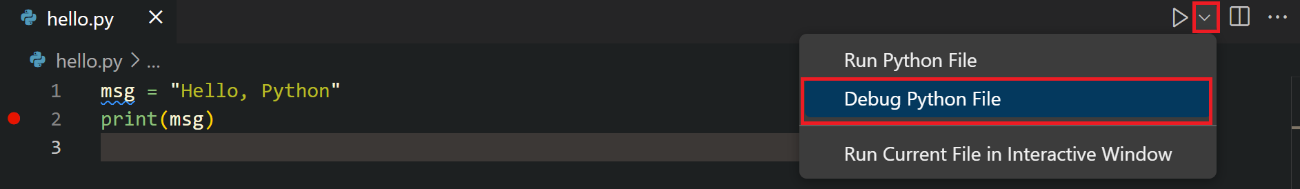 hello.py
hello.py > ...
1 msg = "Hello, Python"
2 print(msg)
3
Run Python File
Debug Python File
Run Current File in Interactive Window